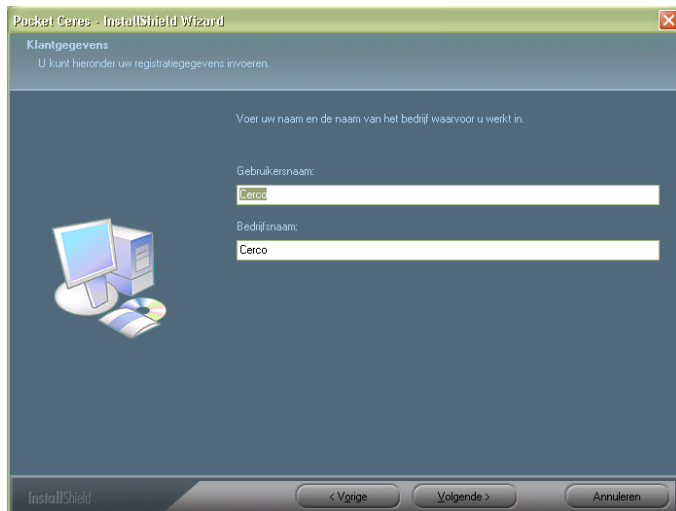 Pocket Ceres - InstallShield Wizard
Klantgegevens
U kunt hieronder uw registratiegegevens invoeren.
Voer uw naam en de naam van het bedrijf waarvoor u werkt in.
Gebruikersnaam:
Cerco
Bedrijfsnaam:
Cerco
InstallShield
< Vorige
Volgende >
Annuleren